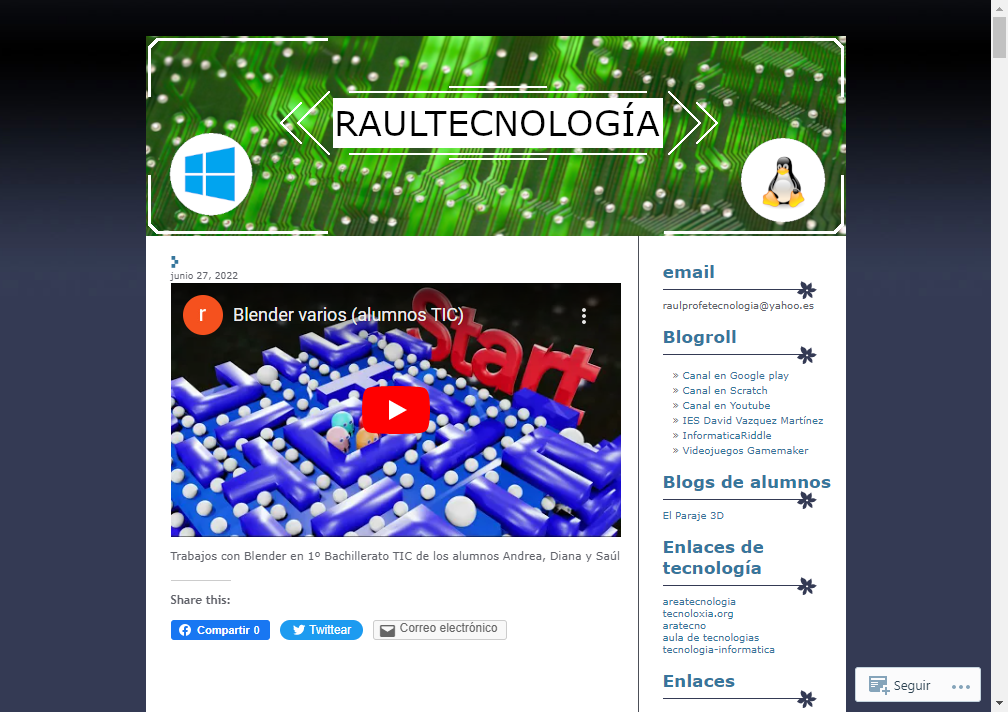 RAULTECNOLOGÍA
junio 27, 2022
r
Blender varios (alumnos TIC)
Start
Trabajos con Blender en 1º Bachillerato TIC de los alumnos Andrea, Diana y Saúl
Share this:
Compartir 0
Twittear
Correo electrónico
email
raulprofetecnologia@yahoo.es
Blogroll
» Canal en Google play
» Canal en Scratch
» Canal en Youtube
» IES David Vazquez Martínez
» InformaticaRiddle
» Videojuegos Gamemaker
Blogs de alumnos
El Paraje 3D
Enlaces de
tecnología
areatecnologia
tecnoloxia.org
aratecno
aula de tecnologias
tecnologia-informatica
Enlaces
Seguir